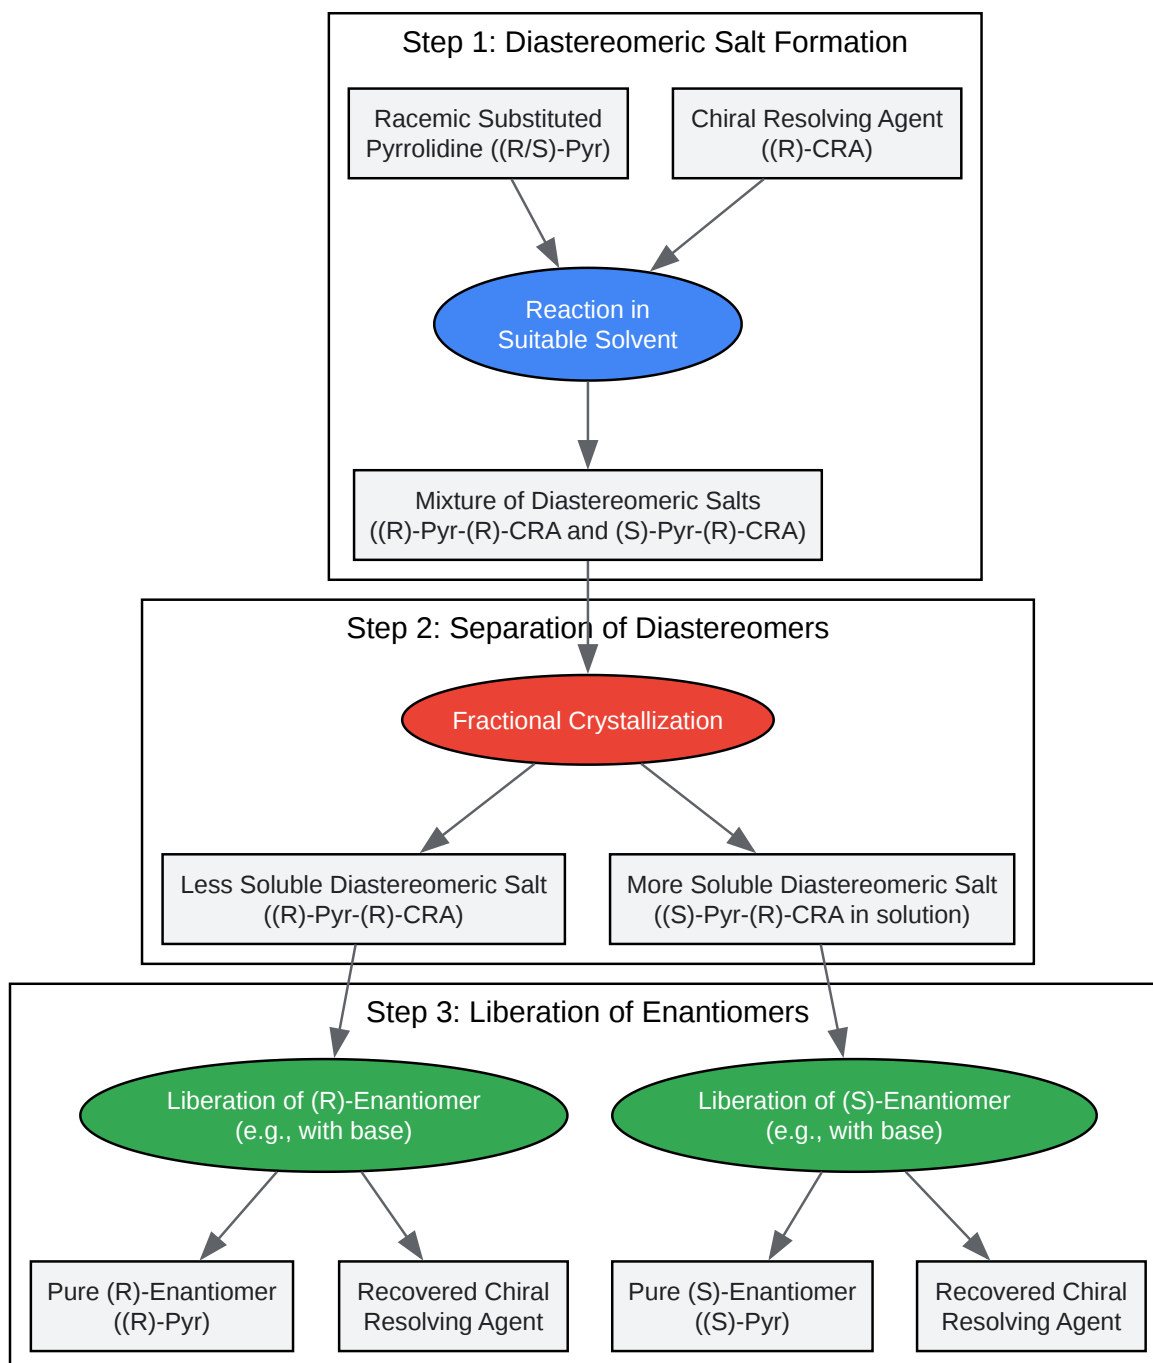 Step 1: Diastereomeric Salt Formation
Racemic Substituted
Pyrrolidine ((R/S)-Pyr)
Chiral Resolving Agent
((R)-CRA)
Reaction in
Suitable Solvent
Mixture of Diastereomeric Salts
((R)-Pyr-(R)-CRA and (S)-Pyr-(R)-CRA)
Step 2: Separation of Diastereomers
Fractional Crystallization
Less Soluble Diastereomeric Salt
((R)-Pyr-(R)-CRA)
More Soluble Diastereomeric Salt
((S)-Pyr-(R)-CRA in solution)
Step 3: Liberation of Enantiomers
Liberation of (R)-Enantiomer
(e.g., with base)
Liberation of (S)-Enantiomer
(e.g., with base)
Pure (R)-Enantiomer
((R)-Pyr)
Recovered Chiral
Resolving Agent
Pure (S)-Enantiomer
((S)-Pyr)
Recovered Chiral
Resolving Agent